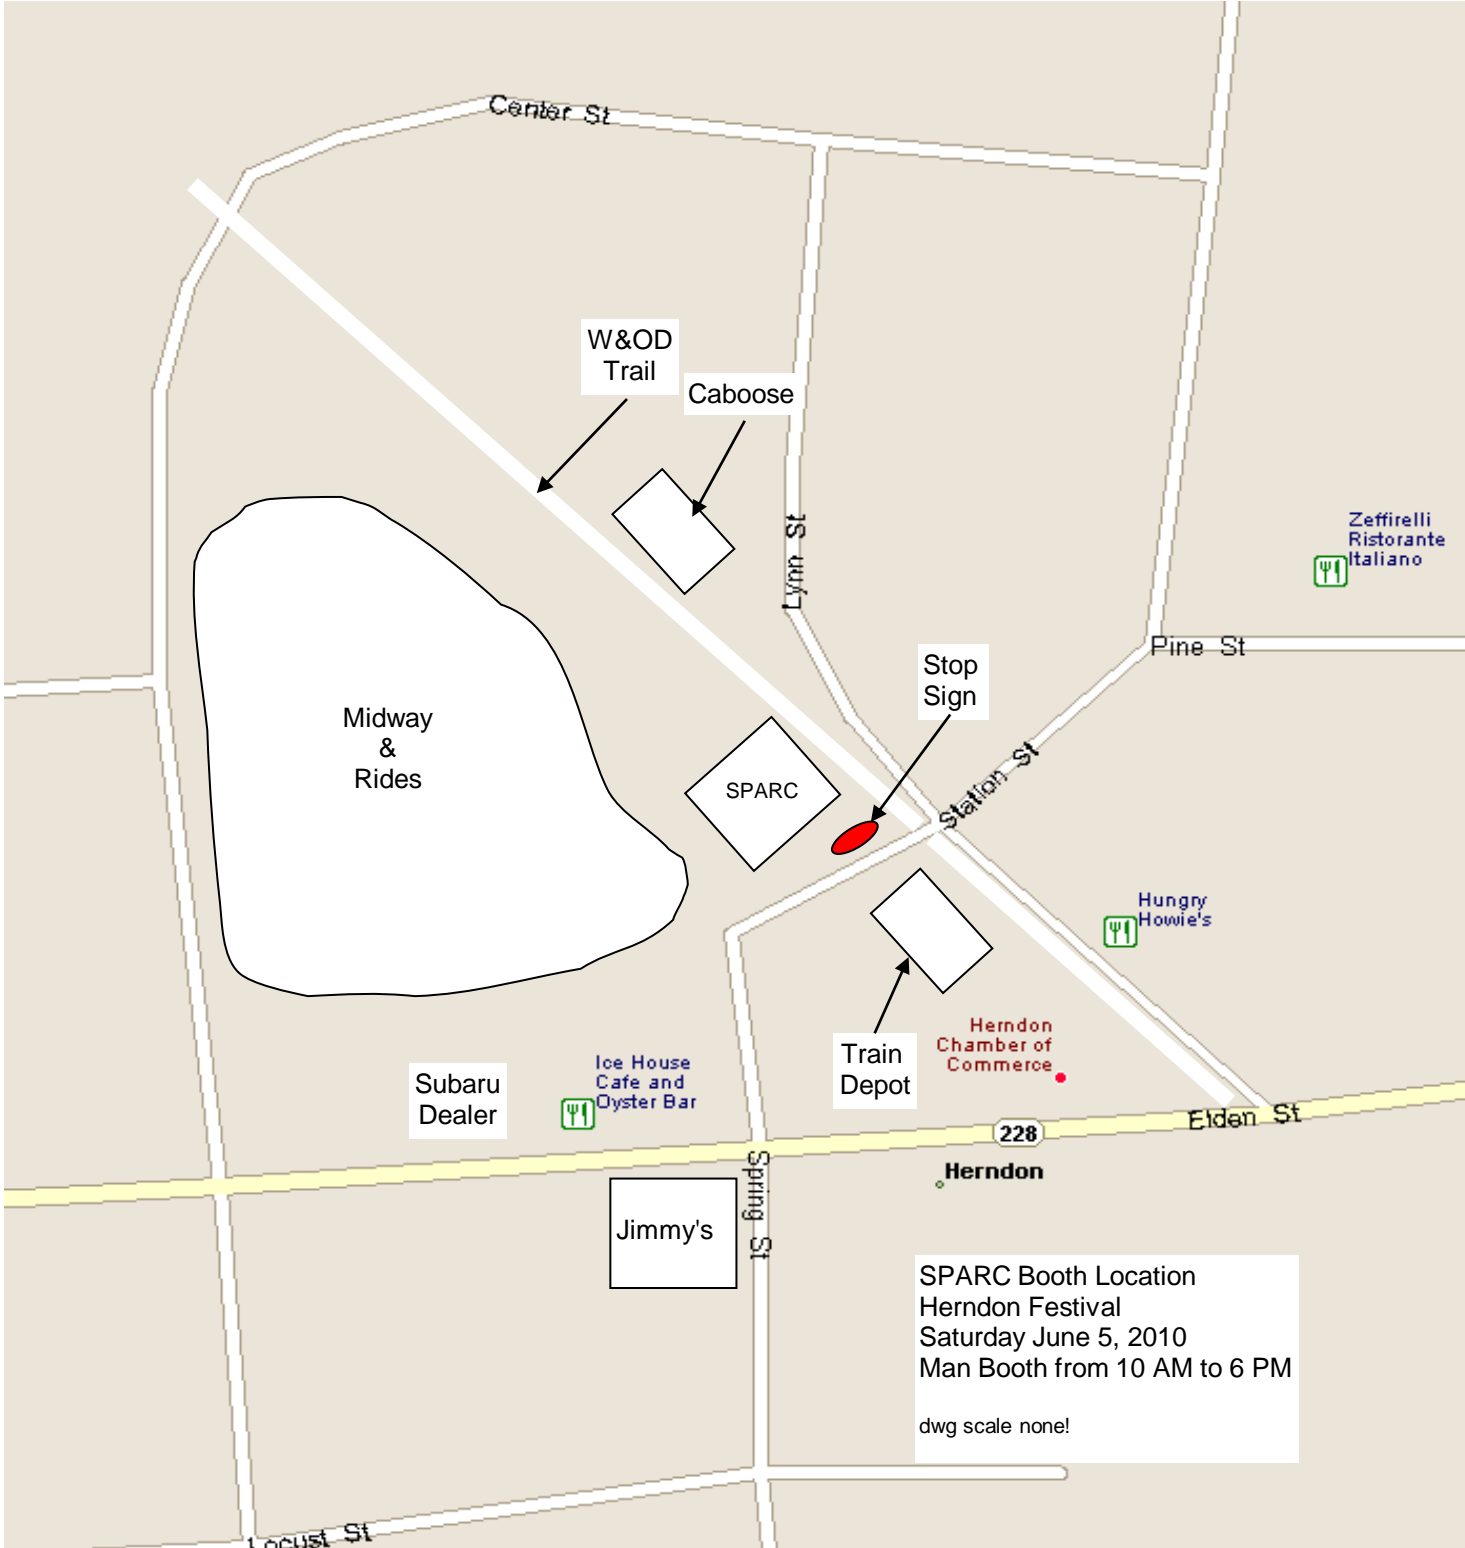 Center St
W&OD
Trail
Caboose
Lynn St
Zeffirelli
Ristorante
Italiano
Pine St
Stop
Sign
Station St
Midway
&
Rides
SPARC
Hungry
Howie's
Herndon
Chamber of
Commerce
Train
Depot
Ice House
Cafe and
Oyster Bar
Subaru
Dealer
Elden St
228
Herndon
Spring St
Jimmy's
SPARC Booth Location
Herndon Festival
Saturday June 5, 2010
Man Booth from 10 AM to 6 PM
dwg scale none!
Locust St